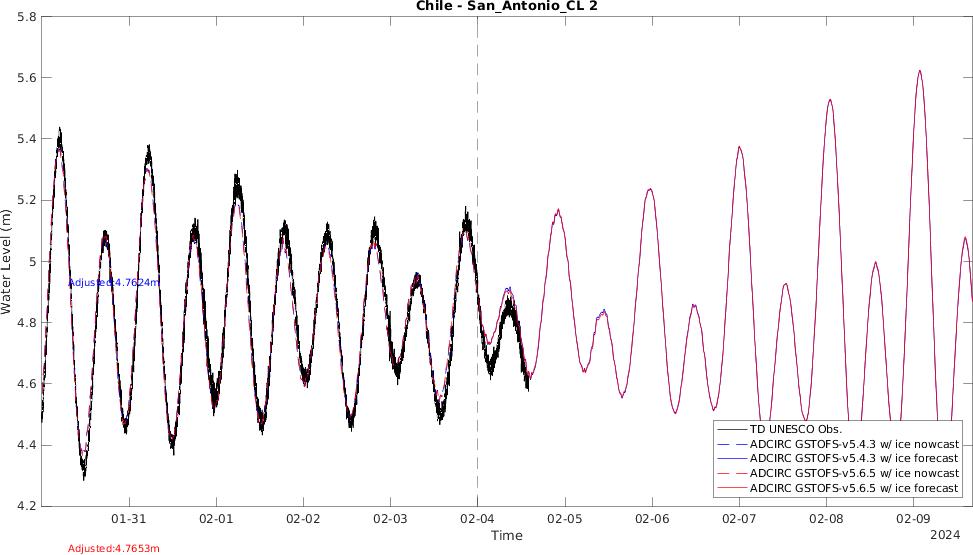 Chile - San_Antonio_CL 2
Water Level (m)
5.8
5.6
5.4
5.2
5
4.8
4.6
4.4
4.2
Adjusted:4.7624m
TD UNESCO Obs.
ADCIRC GSTOFS-v5.4.3 w/ ice nowcast
ADCIRC GSTOFS-v5.4.3 w/ ice forecast
ADCIRC GSTOFS-v5.6.5 w/ ice nowcast
ADCIRC GSTOFS-v5.6.5 w/ ice forecast
01-31 02-01 02-02 02-03 02-04 02-05 02-06 02-07 02-08 02-09
Time
2024
Adjusted:4.7653m